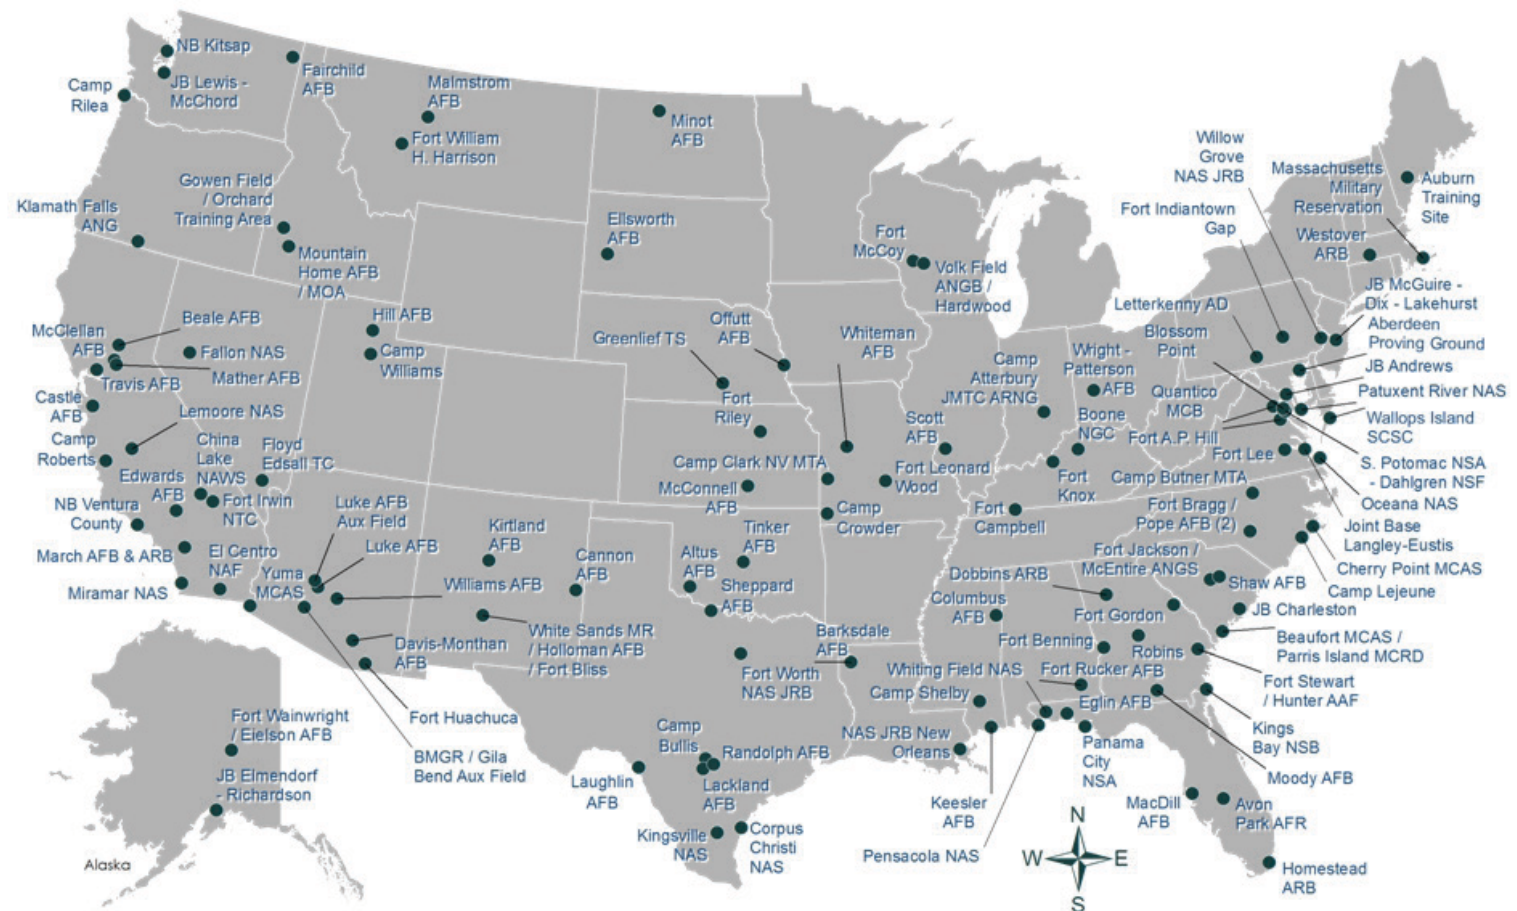 NB Kitsap
JB Lewis -
McChord
Camp
Rilea
Fairchild
AFB
Malmstrom
AFB
Fort William
H. Harrison
Minot
AFB
Willow
Grove
NAS JRB
Massachusetts
Military
Reservation
Auburn
Training
Site
Fort Indiantown
Gap
Westover
ARB
Gowen Field
/ Orchard
Training Area
Klamath Falls
ANG
Mountain
Home AFB
/ MOA
Ellsworth
AFB
Fort
McCoy
Volk Field
ANGB /
Hardwood
JB McGuire -
Dix - Lakehurst
Letterkenny AD
Aberdeen
Proving Ground
Blossom
Point
JB Andrews
McClellan
AFB
Beale AFB
Fallon NAS
Mather AFB
Travis AFB
Hill AFB
Camp
Williams
Greenlief TS
Offutt
AFB
Whiteman
AFB
Camp
Atterbury
JMTC ARNG
Wright -
Patterson
AFB
Quantico
MCB
Patuxent River NAS
Wallops Island
SCSC
Castle
AFB
Lemoore NAS
Camp
Roberts
China
Lake
NAWS
Floyd
Edsall TC
Fort
Riley
Scott
AFB
Boone
NGC
Fort A.P. Hill
Fort Lee
S. Potomac NSA
- Dahlgren NSF
Edwards
AFB
Fort Irwin
NTC
NB Ventura
County
Luke AFB
Aux Field
Camp Clark NV MTA
McConnell
AFB
Fort Leonard
Wood
Fort
Knox
Camp Butner MTA
Oceana NAS
Camp
Crowder
Fort
Campbell
Fort Bragg /
Pope AFB (2)
Joint Base
Langley-Eustis
March AFB & ARB
El Centro
NAF
Yuma
MCAS
Luke AFB
Kirtland
AFB
Cannon
AFB
Altus
AFB
Tinker
AFB
Sheppard
AFB
Fort Jackson /
McEntire ANGS
Cherry Point MCAS
Camp Lejeune
Miramar NAS
Williams AFB
Dobbins ARB
Shaw AFB
Columbus
AFB
Fort Gordon
JB Charleston
Davis-Monthan
AFB
White Sands MR
/ Holloman AFB
/ Fort Bliss
Barksdale
AFB
Fort Benning
Robins
AFB
Beaufort MCAS /
Parris Island MCRD
Fort Worth
NAS JRB
Whiting Field NAS
Fort Rucker
Fort Stewart
/ Hunter AAF
Camp Shelby
Eglin AFB
Fort Huachuca
Fort Wainwright
/ Eielson AFB
Camp
Bullis
Randolph AFB
NAS JRB New
Orleans
Panama
City
NSA
Kings
Bay NSB
BMGR / Gila
Bend Aux Field
Moody AFB
JB Elmendorf
- Richardson
Laughlin
AFB
Lackland
AFB
Keesler
AFB
MacDill
AFB
Avon
Park AFR
Kingsville
NAS
Corpus
Christi
NAS
Pensacola NAS
Homestead
ARB
Alaska
N
W
E
S